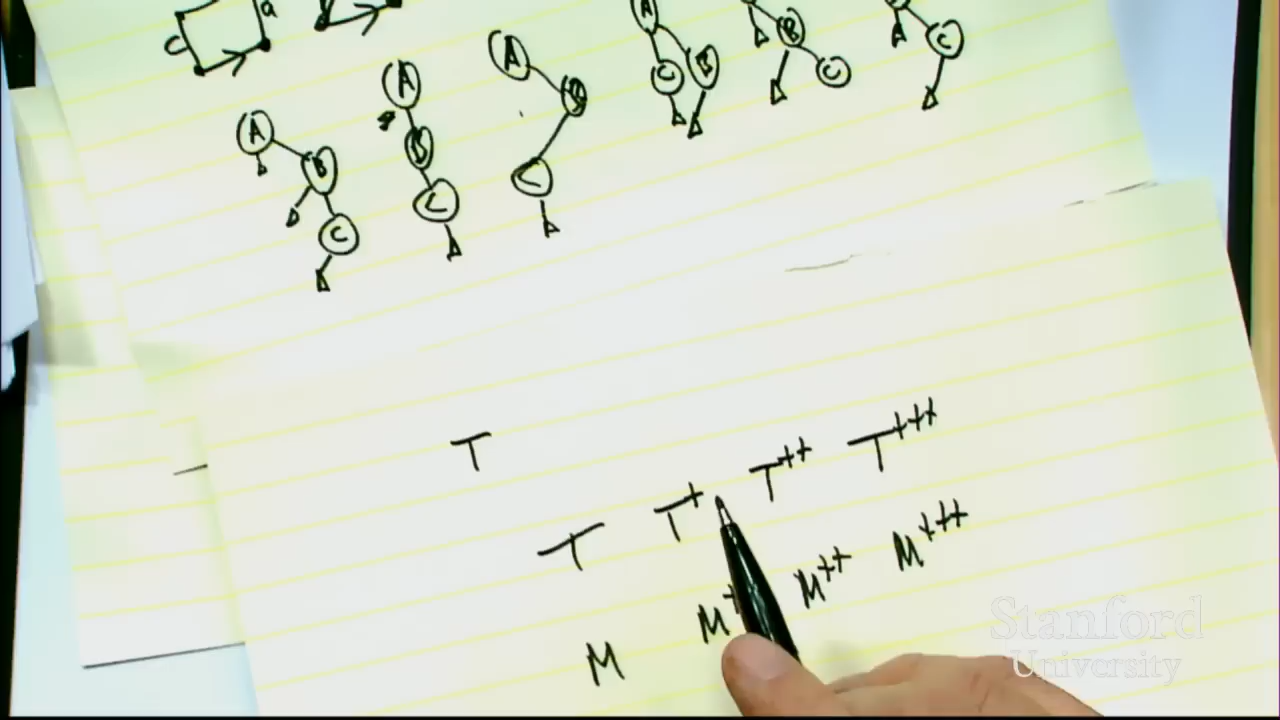 a
c
A B A
A B C B C
A B C
B C
C
T
T T⁺ T⁺⁺ T⁺⁺⁺
M M⁺ M⁺⁺ M⁺⁺⁺
Stanford
University